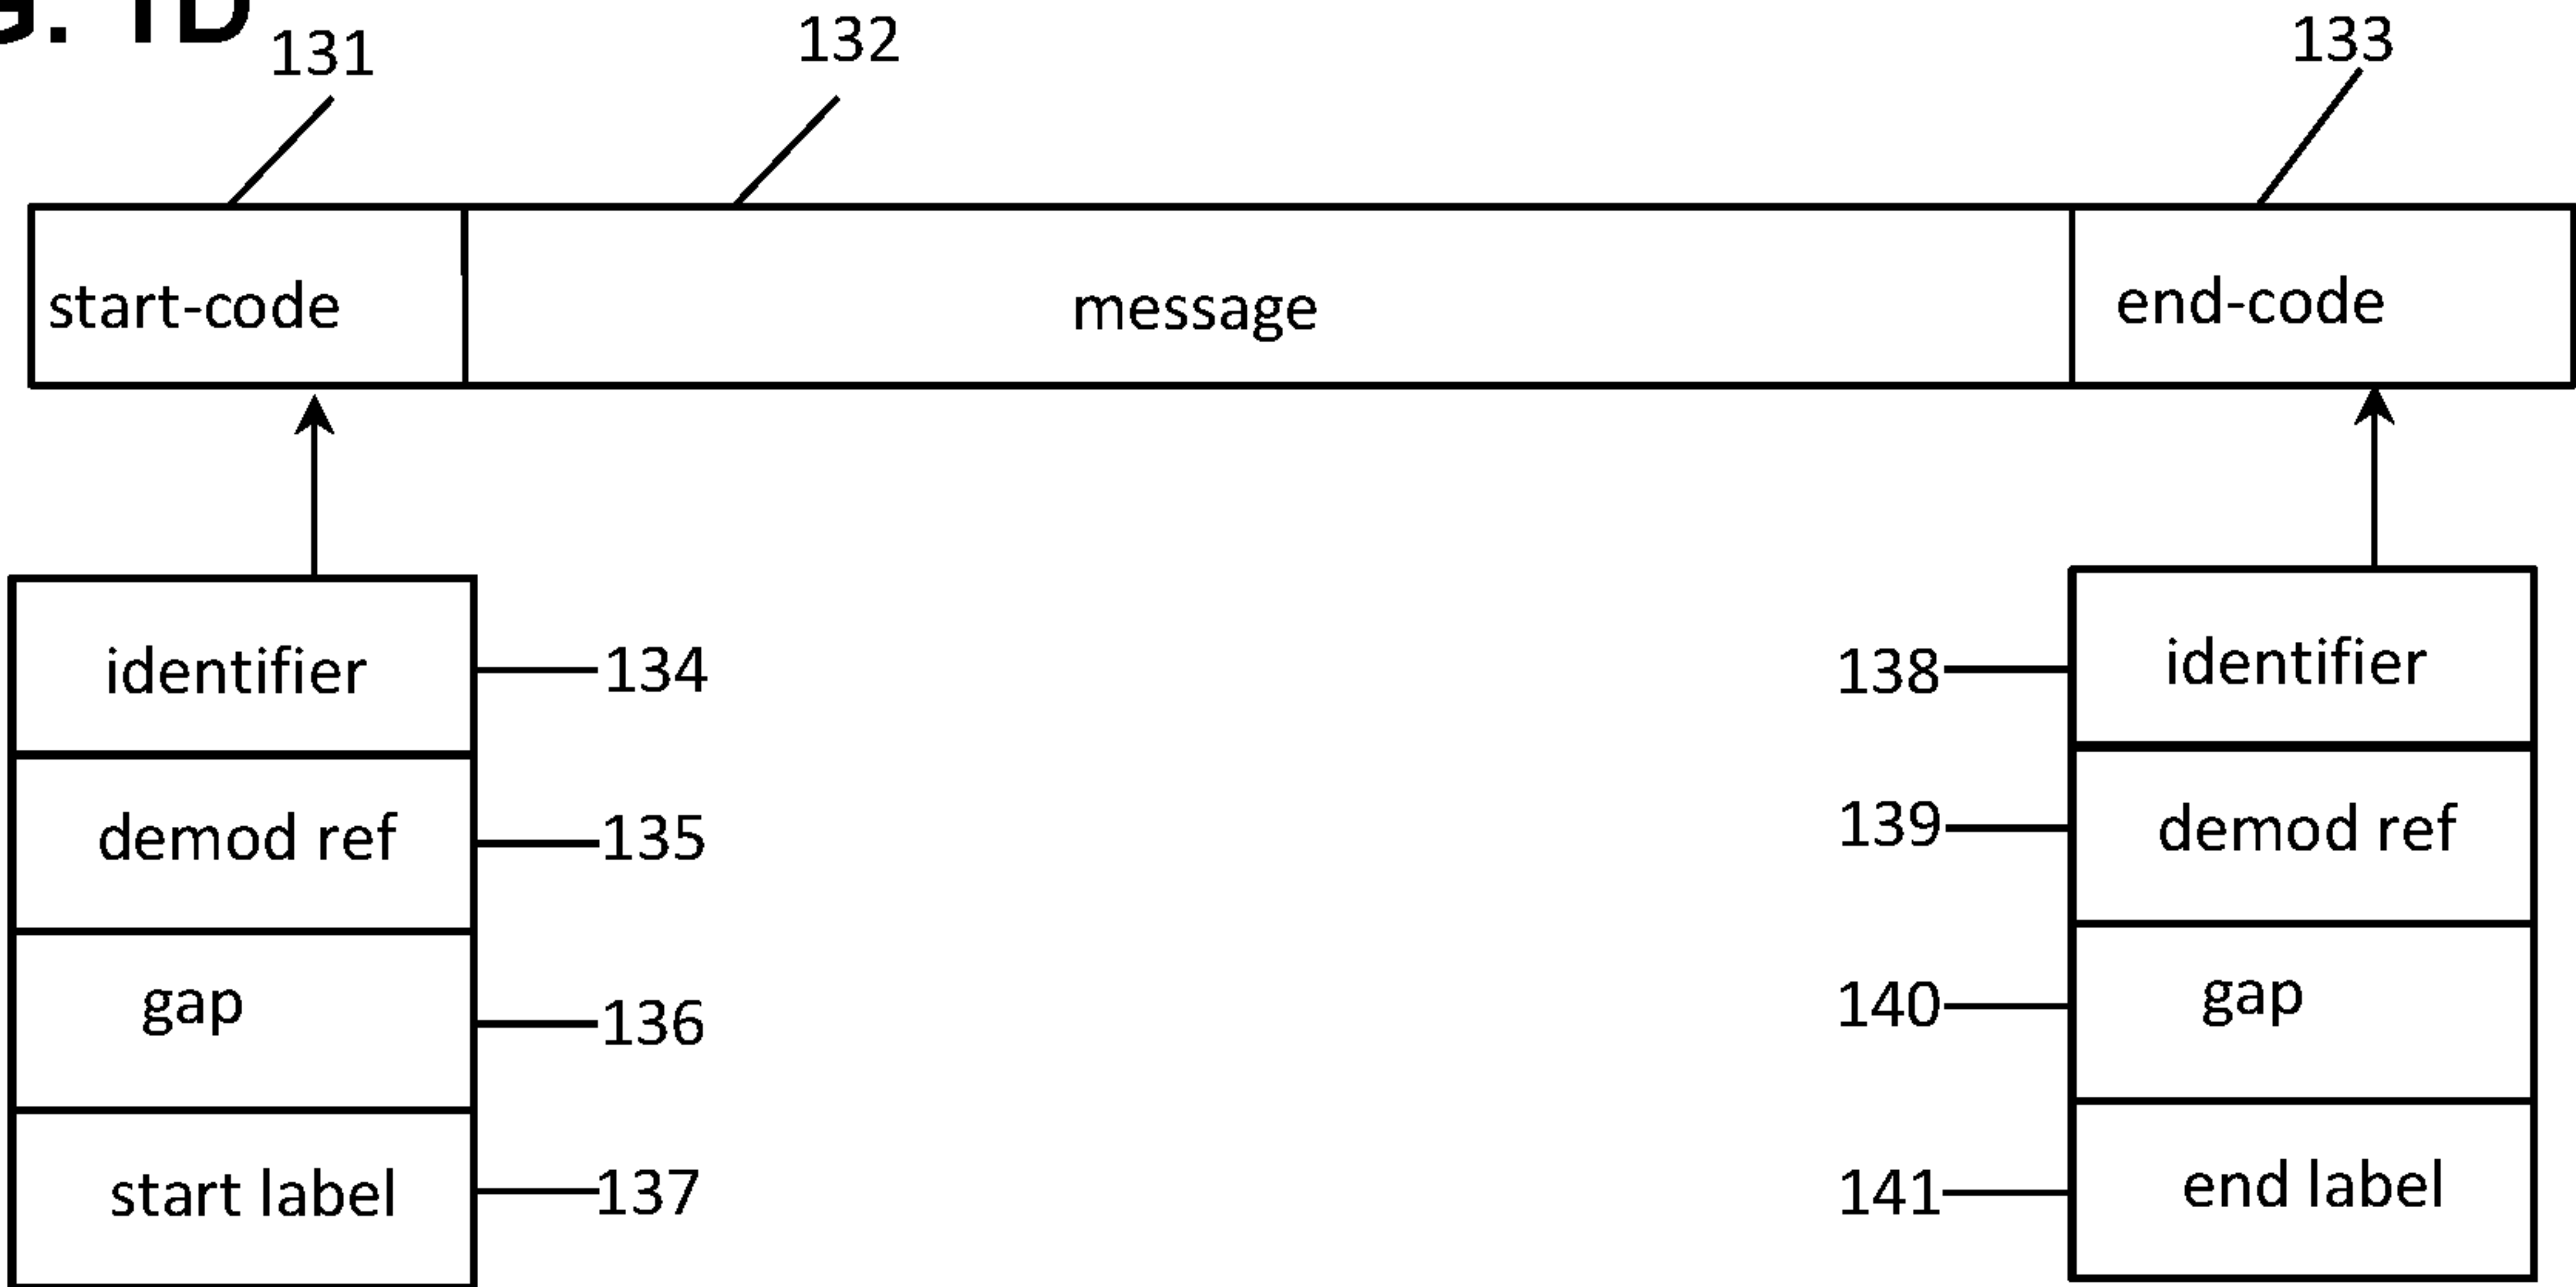 G. 1D
131 132 133
start-code message end-code
identifier 134 138 identifier
demod ref 135 139 demod ref
gap 136 140 gap
start label 137 141 end label